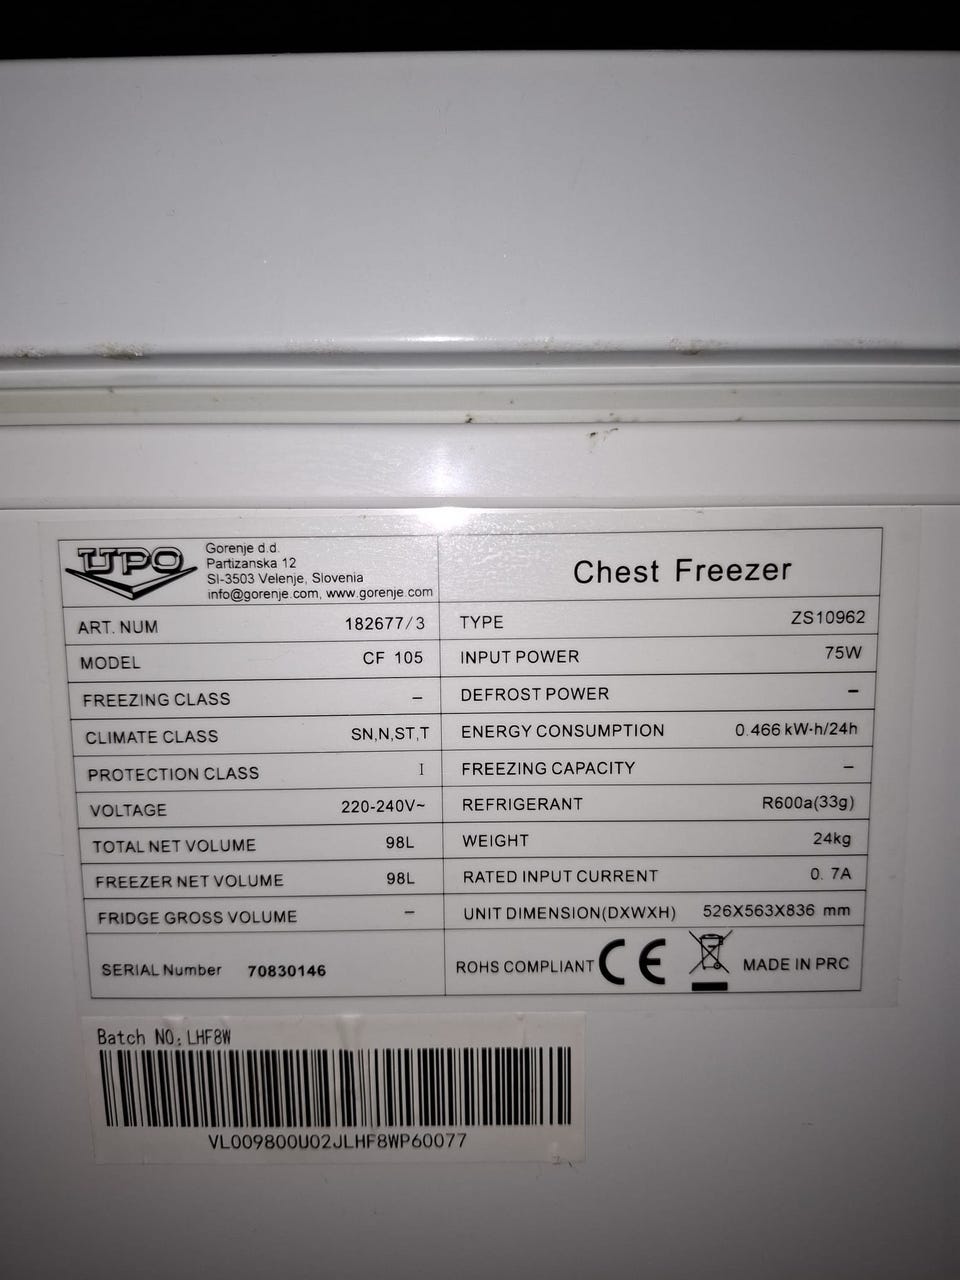 UPO
Gorenje d.d.
Partizanska 12
SI-3503 Velenje, Slovenia
info@gorenje.com, www.gorenje.com
Chest Freezer
ART. NUM 182677/3
TYPE ZS10962
MODEL CF 105
INPUT POWER 75W
FREEZING CLASS –
DEFROST POWER –
CLIMATE CLASS SN,N,ST,T
ENERGY CONSUMPTION 0.466 kW·h/24h
PROTECTION CLASS I
FREEZING CAPACITY –
VOLTAGE 220-240V~
REFRIGERANT R600a(33g)
TOTAL NET VOLUME 98L
WEIGHT 24kg
FREEZER NET VOLUME 98L
RATED INPUT CURRENT 0. 7A
FRIDGE GROSS VOLUME –
UNIT DIMENSION(DXWXH) 526X563X836 mm
SERIAL Number 70830146
ROHS COMPLIANT CE MADE IN PRC
Batch NO: LHF8W
VL009800U02JLHF8WP60077